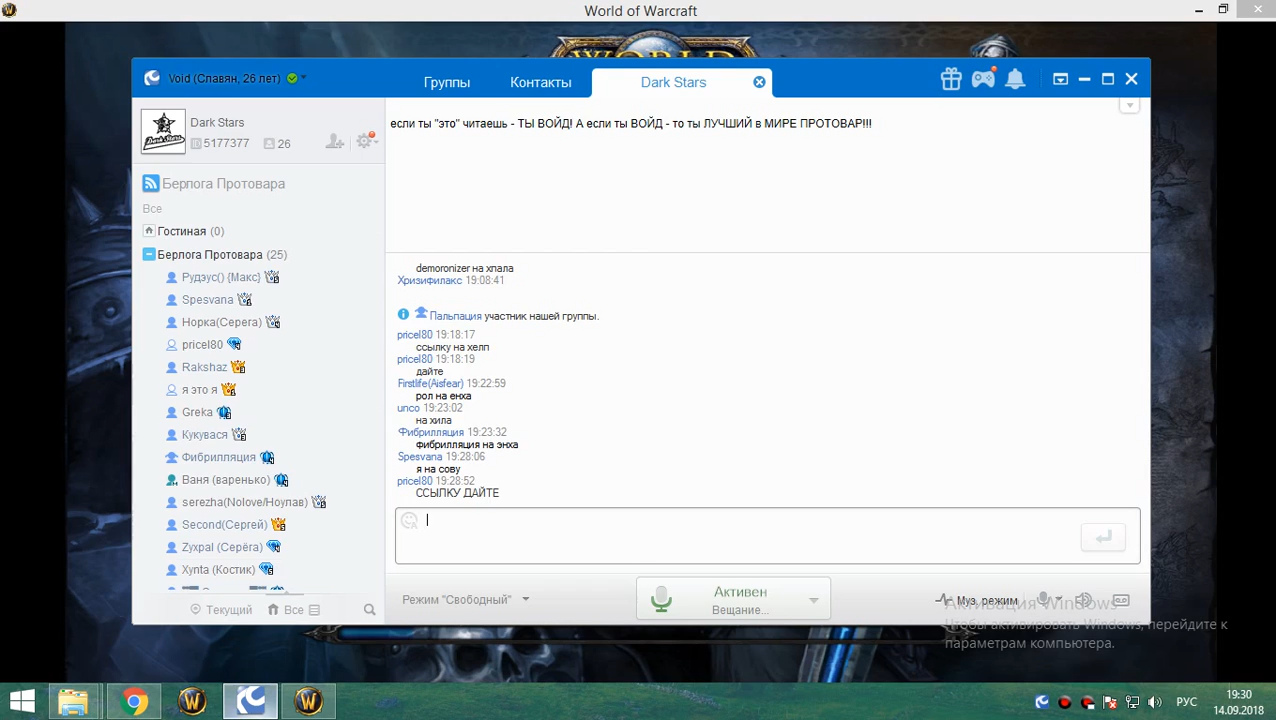 World of Warcraft
Void (Славян, 26 лет)
Группы
Контакты
Dark Stars
Dark Stars
5177377
26
Берлога Протовара
Все
Гостиная (0)
Берлога Протовара (25)
Рудэус() {Макс}
Spesvana
Норка(Серега)
pricel80
Rakshaz
я это я
Greka
Кукувася
Фибрилляция
Ваня (варенько)
serezha(Nolove/Ноулав)
Second(Сергей)
Zyxpal (Серёга)
Xynta (Костик)
Текущий
Все
если ты "это" читаешь - ТЫ ВОЙД! А если ты ВОЙД - то ты ЛУЧШИЙ в МИРЕ ПРОТОВАР!!!
demoronizer на хпала
Хризифилакс 19:08:41
Пальпация участник нашей группы.
pricel80 19:18:17
ссылку на хелп
pricel80 19:18:19
дайте
Firstlife(Aisfear) 19:22:59
рол на енха
unco 19:23:02
на хила
Фибрилляция 19:23:32
фибрилляция на энха
Spesvana 19:28:06
я на сову
pricel80 19:28:52
ССЫЛКУ ДАЙТЕ
Режим "Свободный"
Активен
Вещание...
Муз. режим
Активация Windows
Чтобы активировать Windows, перейдите к
параметрам компьютера.
РУС
19:30
14.09.2018